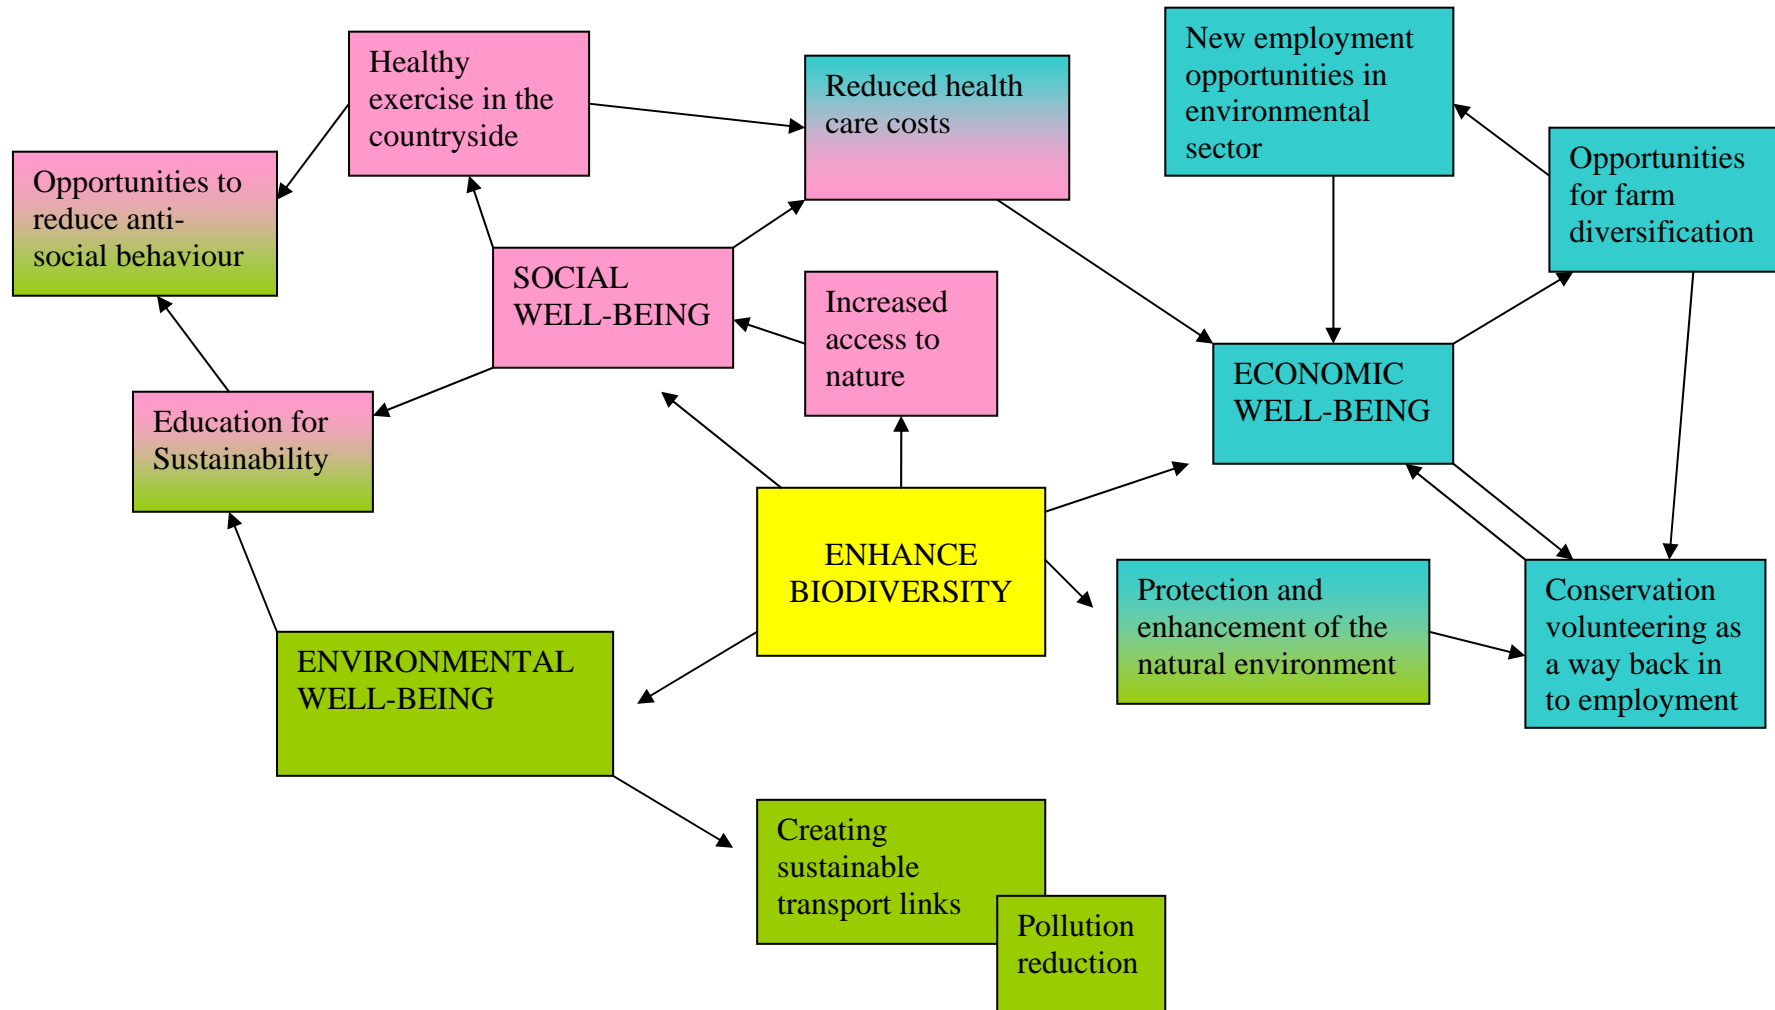 Healthy
exercise in the
countryside
Reduced health
care costs
New employment
opportunities in
environmental
sector
Opportunities
for farm
diversification
Opportunities to
reduce anti-
social behaviour
SOCIAL
WELL-BEING
Increased
access to
nature
ECONOMIC
WELL-BEING
Education for
Sustainability
ENHANCE
BIODIVERSITY
Protection and
enhancement of the
natural environment
Conservation
volunteering as
a way back in
to employment
ENVIRONMENTAL
WELL-BEING
Creating
sustainable
transport links
Pollution
reduction